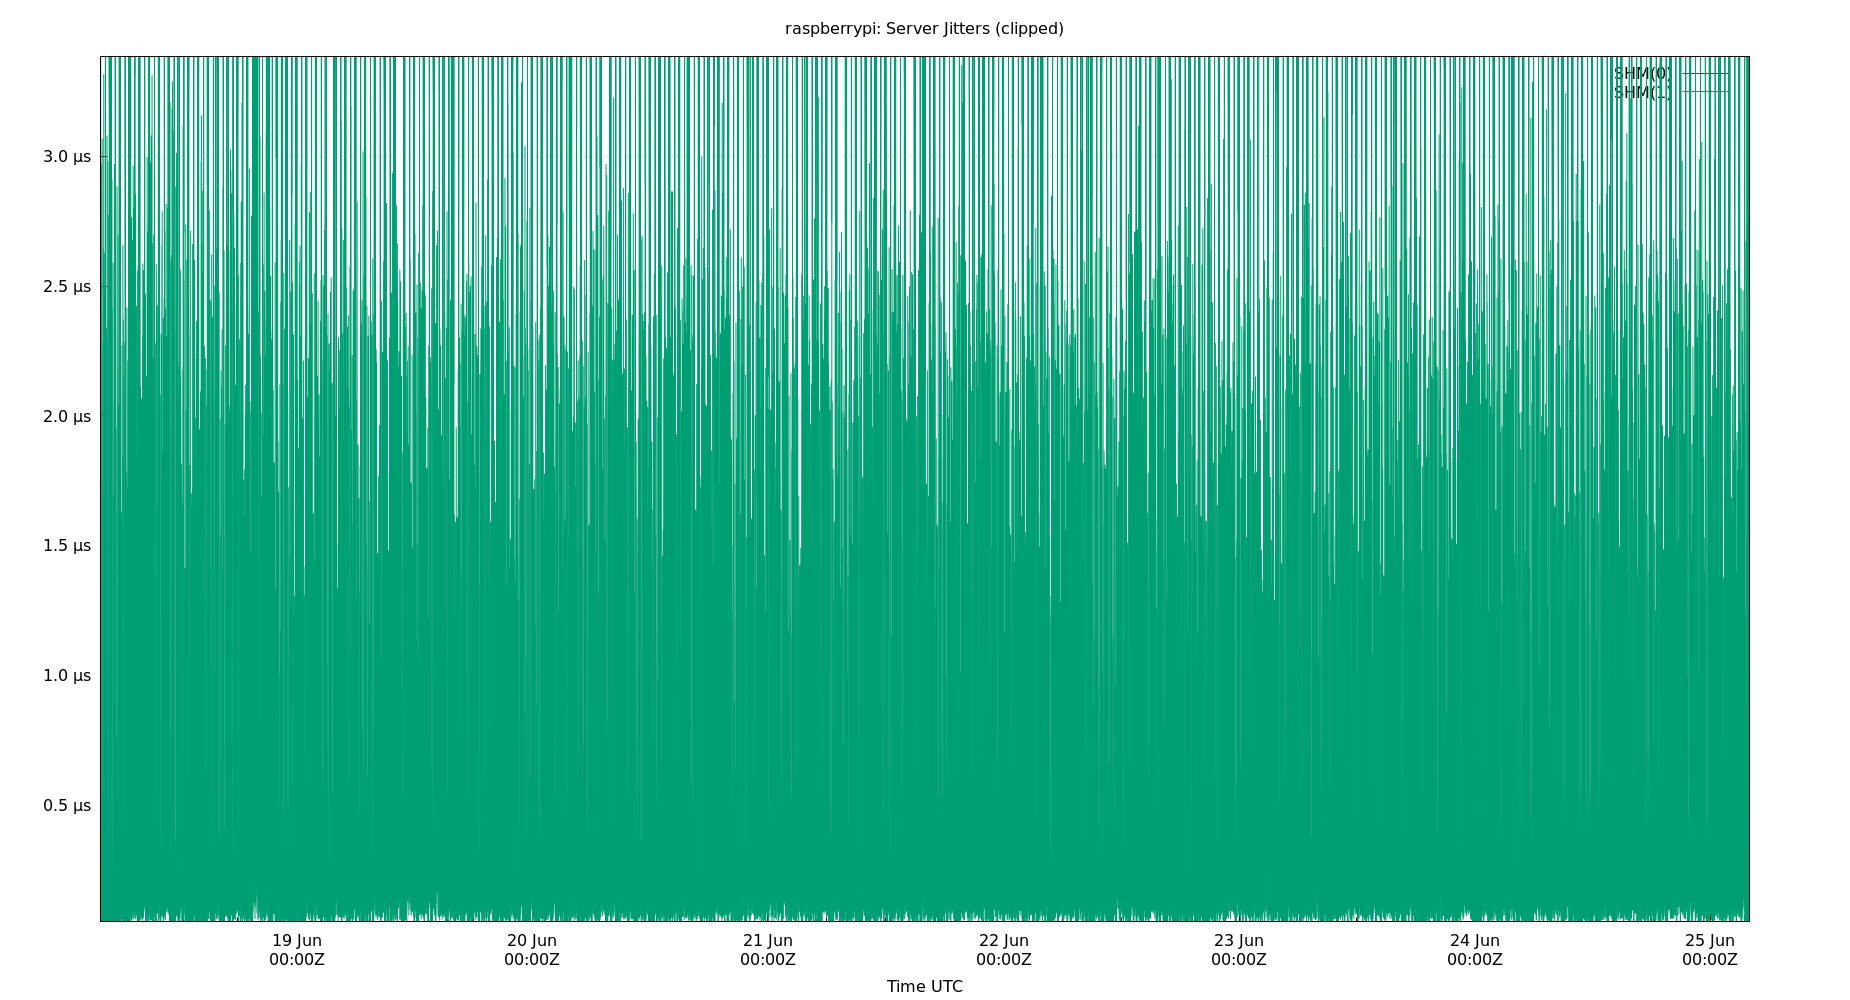 raspberrypi: Server Jitters (clipped)
SHM(0)
SHM(1)
3.0 µs
2.5 µs
2.0 µs
1.5 µs
1.0 µs
0.5 µs
19 Jun 20 Jun 21 Jun 22 Jun 23 Jun 24 Jun 25 Jun
00:00Z 00:00Z 00:00Z 00:00Z 00:00Z 00:00Z 00:00Z
Time UTC